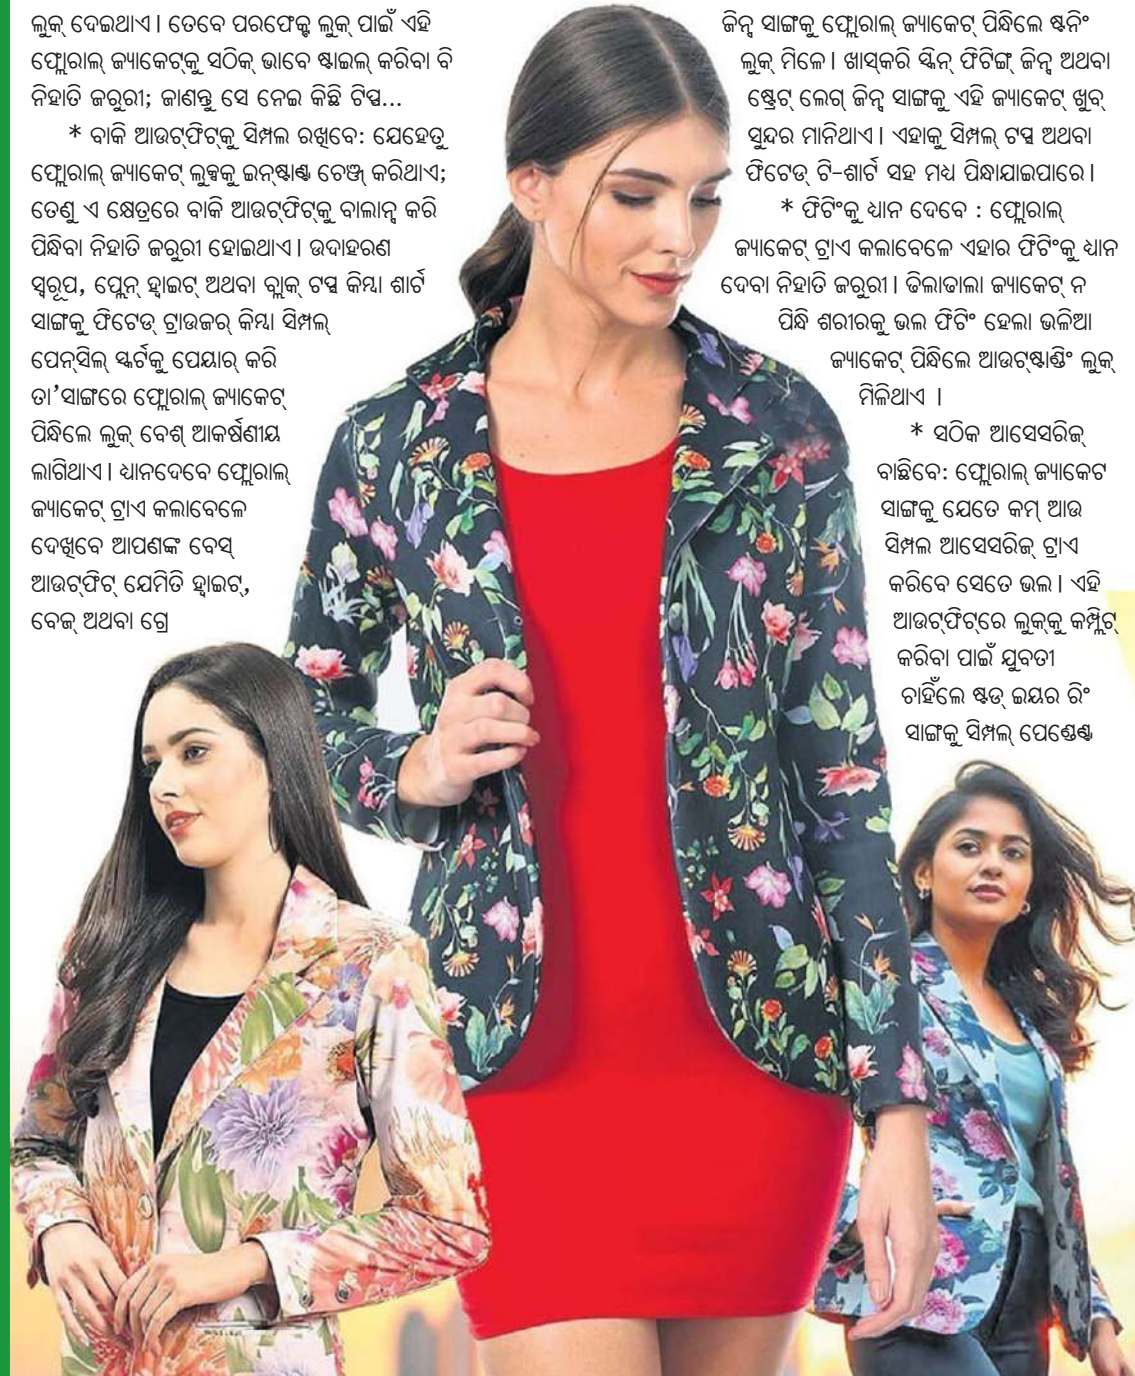 ଲୁକ୍ ଦେଇଥାଏ। ତେବେ ପରଫେକ୍ଟ ଲୁକ୍ ପାଇଁ ଏହି
ଫ୍ଲୋରାଲ୍ ଜ୍ୟାକେଟ୍‌କୁ ସଠିକ୍ ଭାବେ ଷ୍ଟାଇଲ୍ କରିବା ବି
ନିହାତି ଜରୁରୀ; ଜାଣନ୍ତୁ ସେ ନେଇ କିଛି ଟିପ୍ସ...
* ବାକି ଆଉଟ୍‌ଫିଟ୍‌କୁ ସିମ୍ପଲ ରଖିବେ: ଯେହେତୁ
ଫ୍ଲୋରାଲ୍ ଜ୍ୟାକେଟ୍ ଲୁକ୍ସକୁ ଇନ୍‌ଷ୍ଟାଣ୍ଟ ଚେଞ୍ଜ୍ କରିଥାଏ;
ତେଣୁ ଏ କ୍ଷେତ୍ରରେ ବାକି ଆଉଟ୍‌ଫିଟ୍‌କୁ ବାଲାନ୍ସ କରି
ପିନ୍ଧିବା ନିହାତି ଜରୁରୀ ହୋଇଥାଏ। ଉଦାହରଣ
ସ୍ୱରୂପ, ପ୍ଲେନ୍ ହ୍ୱାଇଟ୍ ଅଥବା ବ୍ଲାକ୍ ଟପ୍ସ କିମ୍ବା ଶାର୍ଟ
ସାଙ୍ଗକୁ ଫିଟେଡ୍ ଟ୍ରାଉଜର୍ କିମ୍ବା ସିମ୍ପଲ୍
ପେନ୍‌ସିଲ୍ ସ୍କର୍ଟକୁ ପେୟାର୍ କରି
ତା'ସାଙ୍ଗରେ ଫ୍ଲୋରାଲ୍ ଜ୍ୟାକେଟ୍
ପିନ୍ଧିଲେ ଲୁକ୍ ବେଶ୍ ଆକର୍ଷଣୀୟ
ଲାଗିଥାଏ। ଧ୍ୟାନଦେବେ ଫ୍ଲୋରାଲ୍
ଜ୍ୟାକେଟ୍ ଟ୍ରାଏ କଲାବେଳେ
ଦେଖିବେ ଆପଣଙ୍କ ବେସ୍
ଆଉଟ୍‌ଫିଟ୍ ଯେମିତି ହ୍ୱାଇଟ୍,
ବେଜ୍ ଅଥବା ଗ୍ରେ
ଜିନ୍ସ ସାଙ୍ଗକୁ ଫ୍ଲୋରାଲ୍ ଜ୍ୟାକେଟ୍ ପିନ୍ଧିଲେ ଷ୍ଟନିଂ
ଲୁକ୍ ମିଳେ। ଖାସ୍‌କରି ସ୍କିନ୍ ଫିଟିଙ୍ଗ୍ ଜିନ୍ସ ଅଥବା
ଷ୍ଟ୍ରେଟ୍ ଲେଗ୍ ଜିନ୍ସ ସାଙ୍ଗକୁ ଏହି ଜ୍ୟାକେଟ୍ ଖୁବ୍
ସୁନ୍ଦର ମାନିଥାଏ। ଏହାକୁ ସିମ୍ପଲ୍ ଟପ୍ସ ଅଥବା
ଫିଟେଡ୍ ଟି-ଶାର୍ଟ ସହ ମଧ୍ୟ ପିନ୍ଧାଯାଇପାରେ।
* ଫିଟିଂକୁ ଧ୍ୟାନ ଦେବେ : ଫ୍ଲୋରାଲ୍
ଜ୍ୟାକେଟ୍ ଟ୍ରାଏ କଲାବେଳେ ଏହାର ଫିଟିଂକୁ ଧ୍ୟାନ
ଦେବା ନିହାତି ଜରୁରୀ। ଢିଲାଢାଲା ଜ୍ୟାକେଟ୍ ନ
ପିନ୍ଧି ଶରୀରକୁ ଭଲ ଫିଟିଂ ହେଲା ଭଳିଆ
ଜ୍ୟାକେଟ୍ ପିନ୍ଧିଲେ ଆଉଟ୍‌ଷ୍ଟାଣ୍ଡିଂ ଲୁକ୍
ମିଳିଥାଏ ।
* ସଠିକ ଆସେସରିଜ୍
ବାଛିବେ: ଫ୍ଲୋରାଲ୍ ଜ୍ୟାକେଟ
ସାଙ୍ଗକୁ ଯେତେ କମ୍ ଆଉ
ସିମ୍ପଲ ଆସେସରିଜ୍ ଟ୍ରାଏ
କରିବେ ସେତେ ଭଲ। ଏହି
ଆଉଟ୍‌ଫିଟ୍‌ରେ ଲୁକ୍‌କୁ କମ୍ପ୍ଲିଟ୍
କରିବା ପାଇଁ ଯୁବତୀ
ଚାହିଁଲେ ଷ୍ଟଡ୍ ଇୟର ରିଂ
ସାଙ୍ଗକୁ ସିମ୍ପଲ୍ ପେଣ୍ଡେଣ୍ଟ